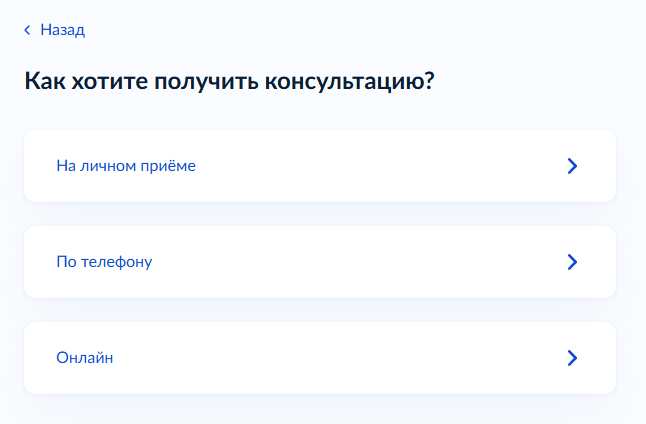 Назад
Как хотите получить консультацию?
На личном приёме
По телефону
Онлайн